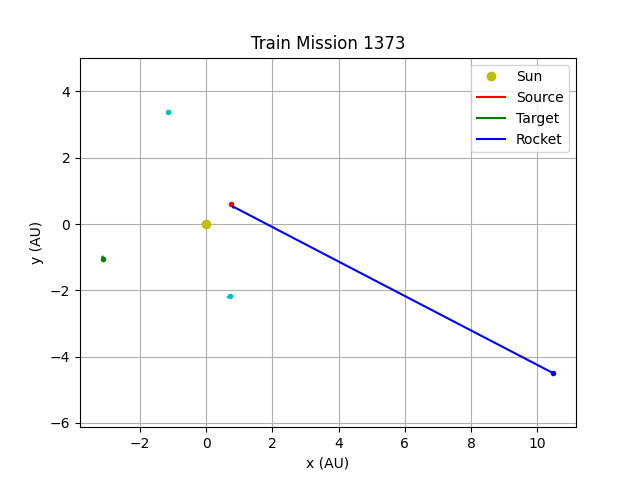 Train Mission 1373
Sun
Source
Target
Rocket
4
2
0
−2
−4
−6
y (AU)
−2
0
2
4
6
8
10
x (AU)